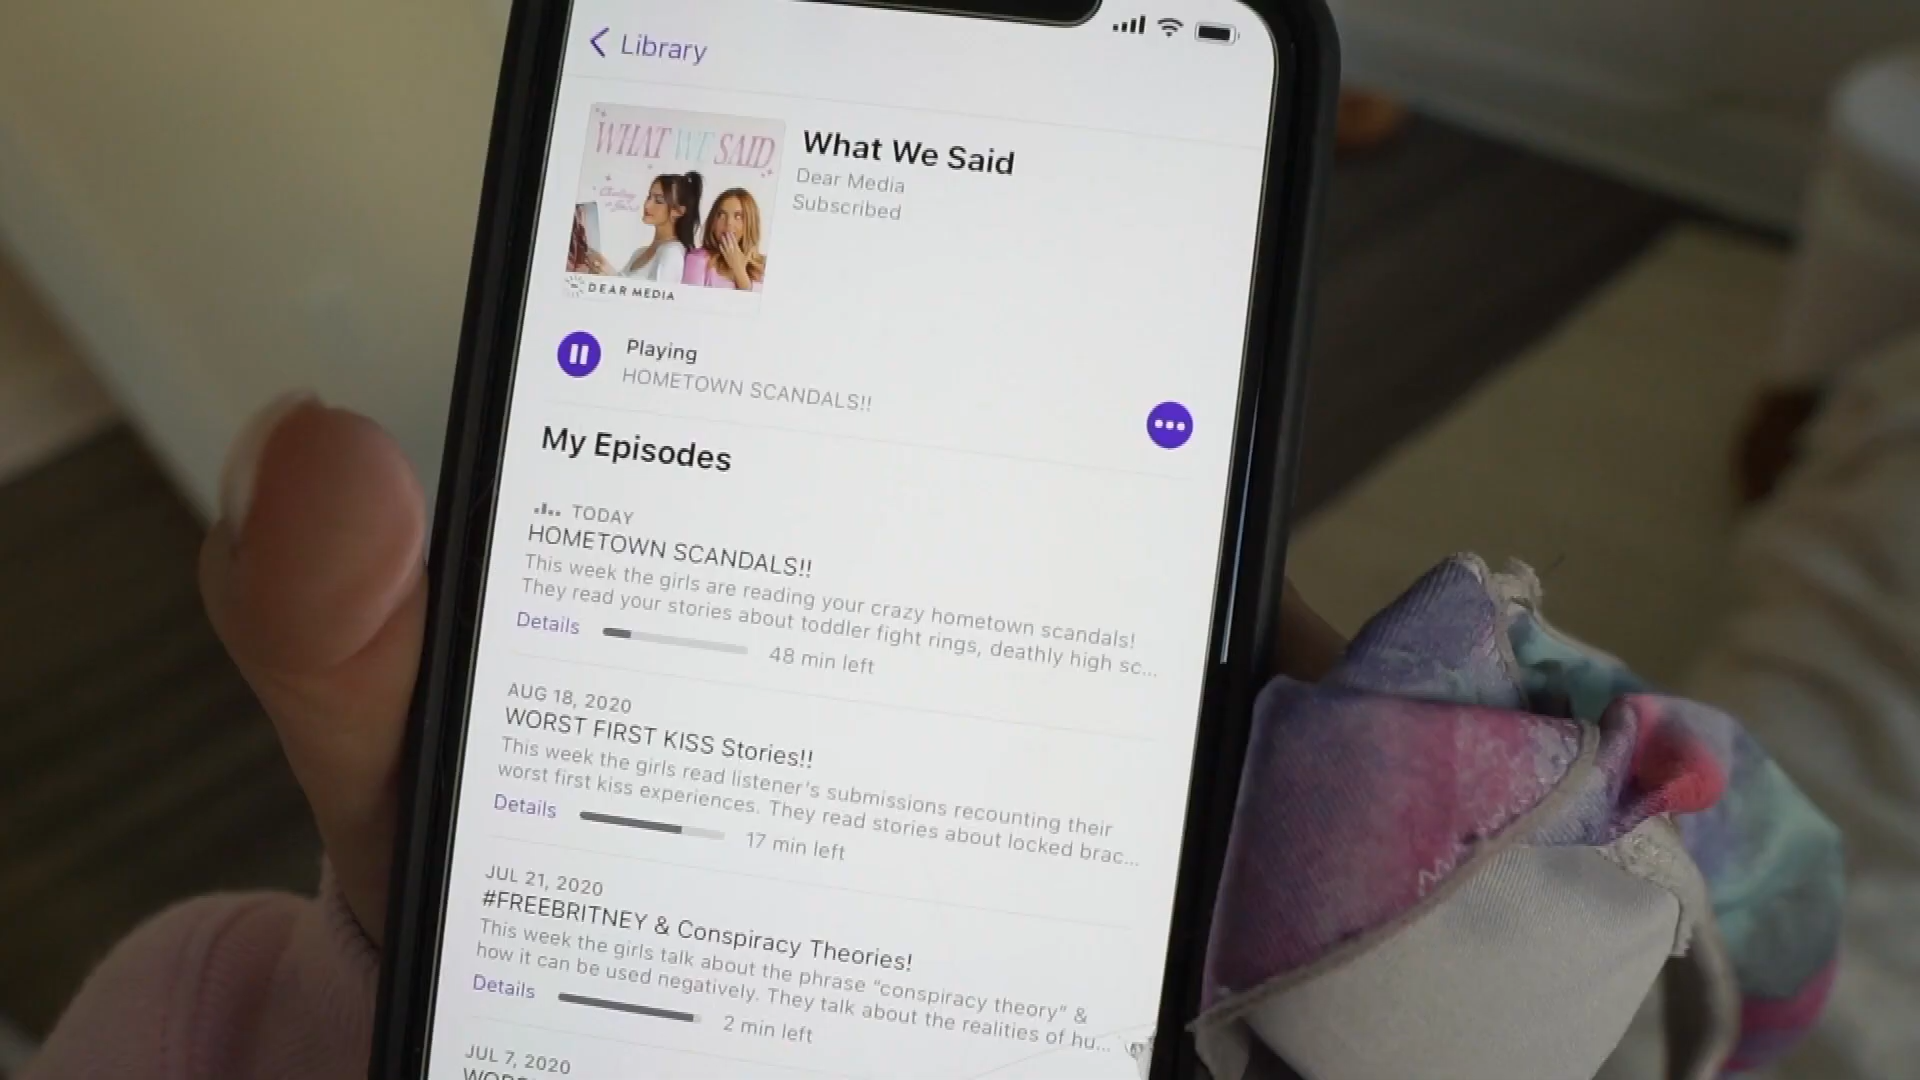 Library
WHAT WE SAID
DEAR MEDIA
What We Said
Dear Media
Subscribed
Playing
HOMETOWN SCANDALS!!
My Episodes
TODAY
HOMETOWN SCANDALS!!
This week the girls are reading your crazy hometown scandals!
They read your stories about toddler fight rings, deathly high sc...
Details
48 min left
AUG 18, 2020
WORST FIRST KISS Stories!!
This week the girls read listener's submissions recounting their
worst first kiss experiences. They read stories about locked brac...
Details
17 min left
JUL 21, 2020
#FREEBRITNEY & Conspiracy Theories!
This week the girls talk about the phrase "conspiracy theory" &
how it can be used negatively. They talk about the realities of hu...
Details
2 min left
JUL 7, 2020